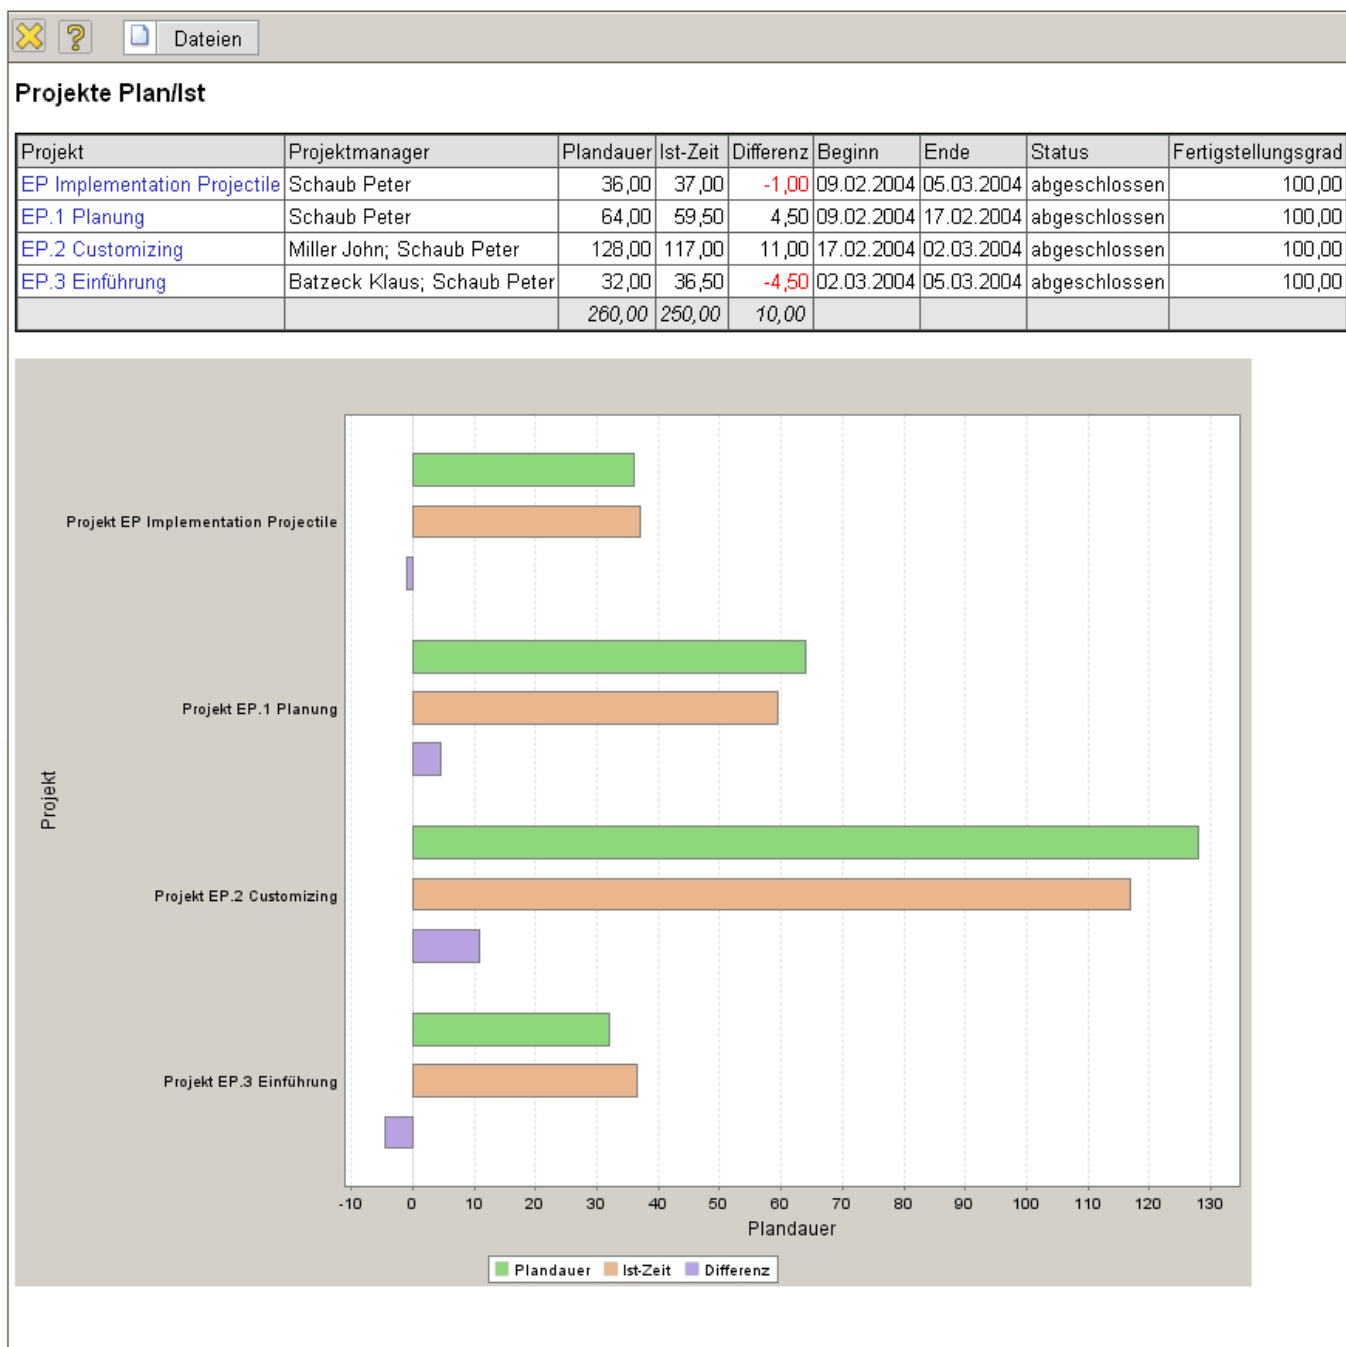 Dateien
Projekte Plan/Ist
Projekt Projektmanager Plandauer Ist-Zeit Differenz Beginn Ende Status Fertigstellungsgrad
EP Implementation Projectile Schaub Peter 36,00 37,00 -1,00 09.02.2004 05.03.2004 abgeschlossen 100,00
EP.1 Planung Schaub Peter 64,00 59,50 4,50 09.02.2004 17.02.2004 abgeschlossen 100,00
EP.2 Customizing Miller John; Schaub Peter 128,00 117,00 11,00 17.02.2004 02.03.2004 abgeschlossen 100,00
EP.3 Einführung Batzeck Klaus; Schaub Peter 32,00 36,50 -4,50 02.03.2004 05.03.2004 abgeschlossen 100,00
260,00 250,00 10,00
Projekt EP Implementation Projectile
Projekt EP.1 Planung
Projekt
Projekt EP.2 Customizing
Projekt EP.3 Einführung
-10 0 10 20 30 40 50 60 70 80 90 100 110 120 130
Plandauer
Plandauer Ist-Zeit Differenz